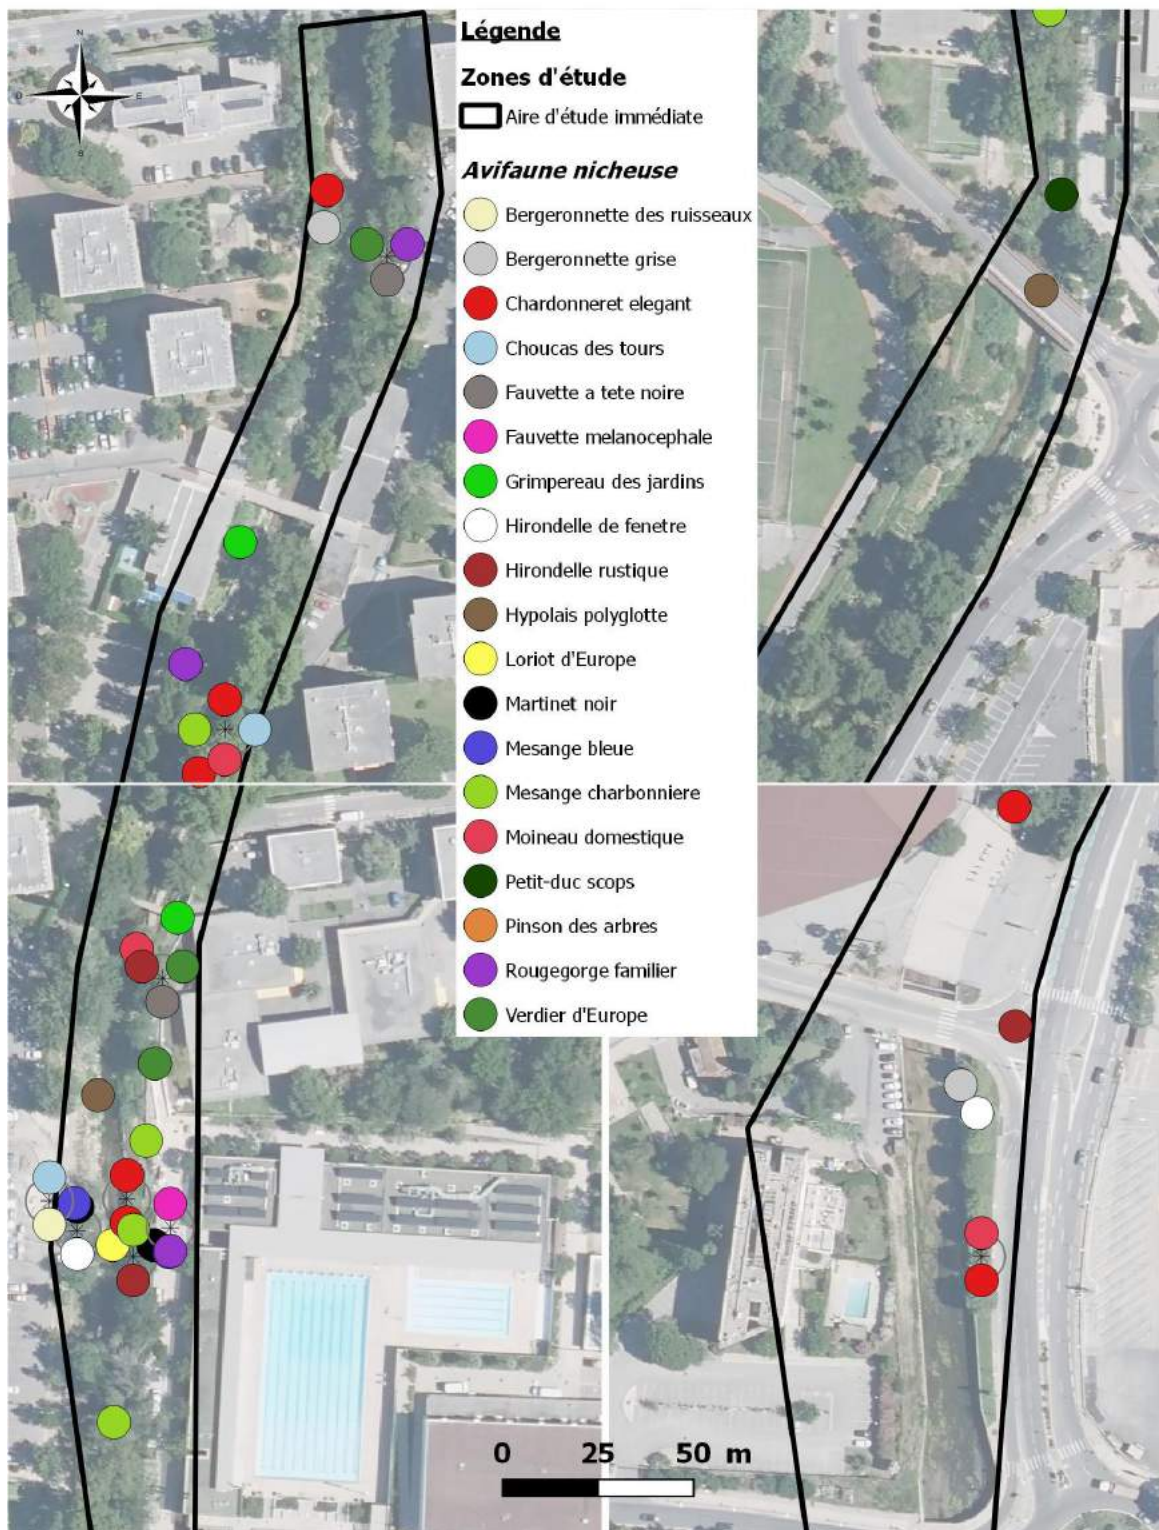 Légende
Zones d'étude
Aire d'étude immédiate
Avifaune nicheuse
Bergeronnette des ruisseaux
Bergeronnette grise
Chardonneret elegant
Choucas des tours
Fauvette a tete noire
Fauvette melanocephale
Grimpereau des jardins
Hirondelle de fenetre
Hirondelle rustique
Hypolais polyglotte
Loriot d'Europe
Martinet noir
Mesange bleue
Mesange charbonniere
Moineau domestique
Petit-duc scops
Pinson des arbres
Rougegorge familier
Verdier d'Europe
N
E
0 25 50 m